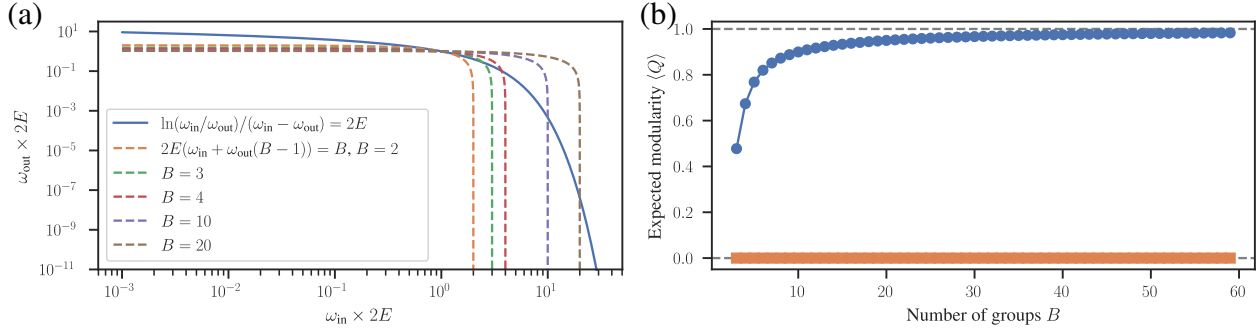 (a)
10^1
10^{-1}
10^{-3}
10^{-5}
10^{-7}
10^{-9}
10^{-11}
ω_out × 2E
ln(ω_in/ω_out)/(ω_in − ω_out) = 2E
2E(ω_in + ω_out(B − 1)) = B, B = 2
B = 3
B = 4
B = 10
B = 20
10^{-3} 10^{-2} 10^{-1} 10^0 10^1
ω_in × 2E
(b)
1.0
0.8
0.6
0.4
0.2
0.0
Expected modularity ⟨Q⟩
10 20 30 40 50 60
Number of groups B